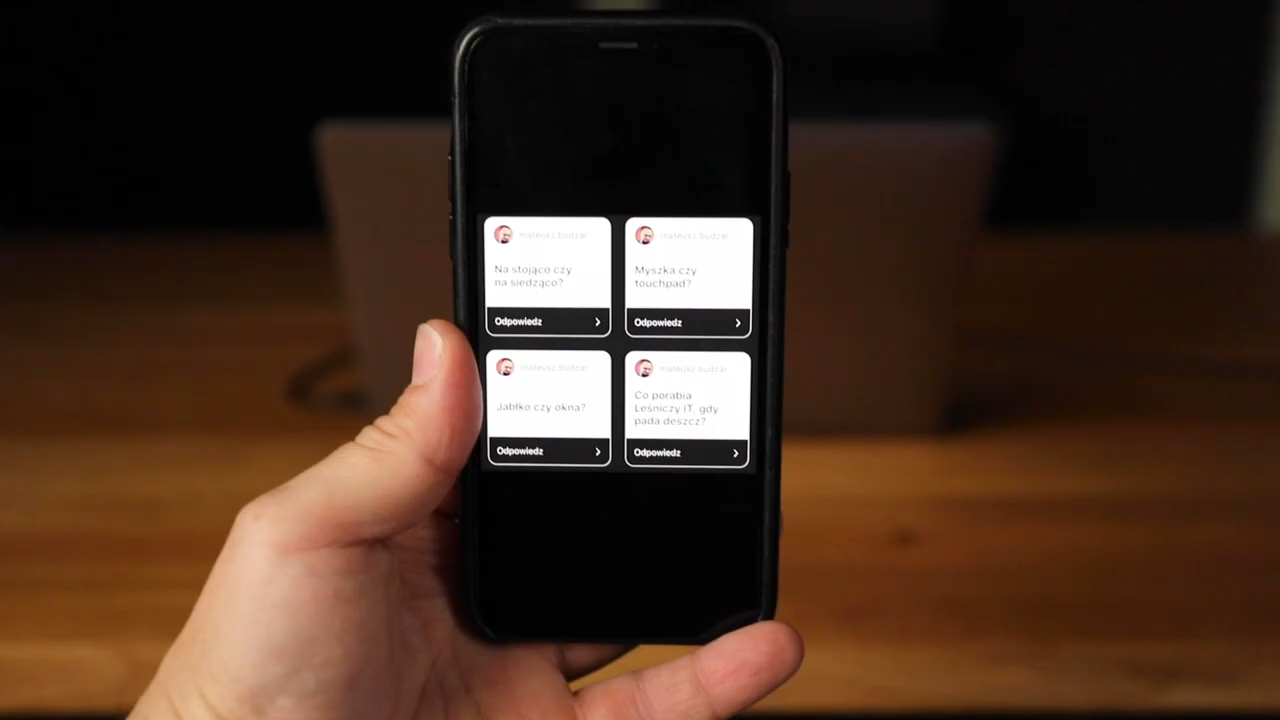 mateusz.budzar
Na stojąco czy
na siedząco?
Odpowiedz
mateusz.budzar
Myszka czy
touchpad?
Odpowiedz
mateusz.budzar
Jabłko czy okna?
Odpowiedz
mateusz.budzar
Co porabia
Leśniczy IT, gdy
pada deszcz?
Odpowiedz